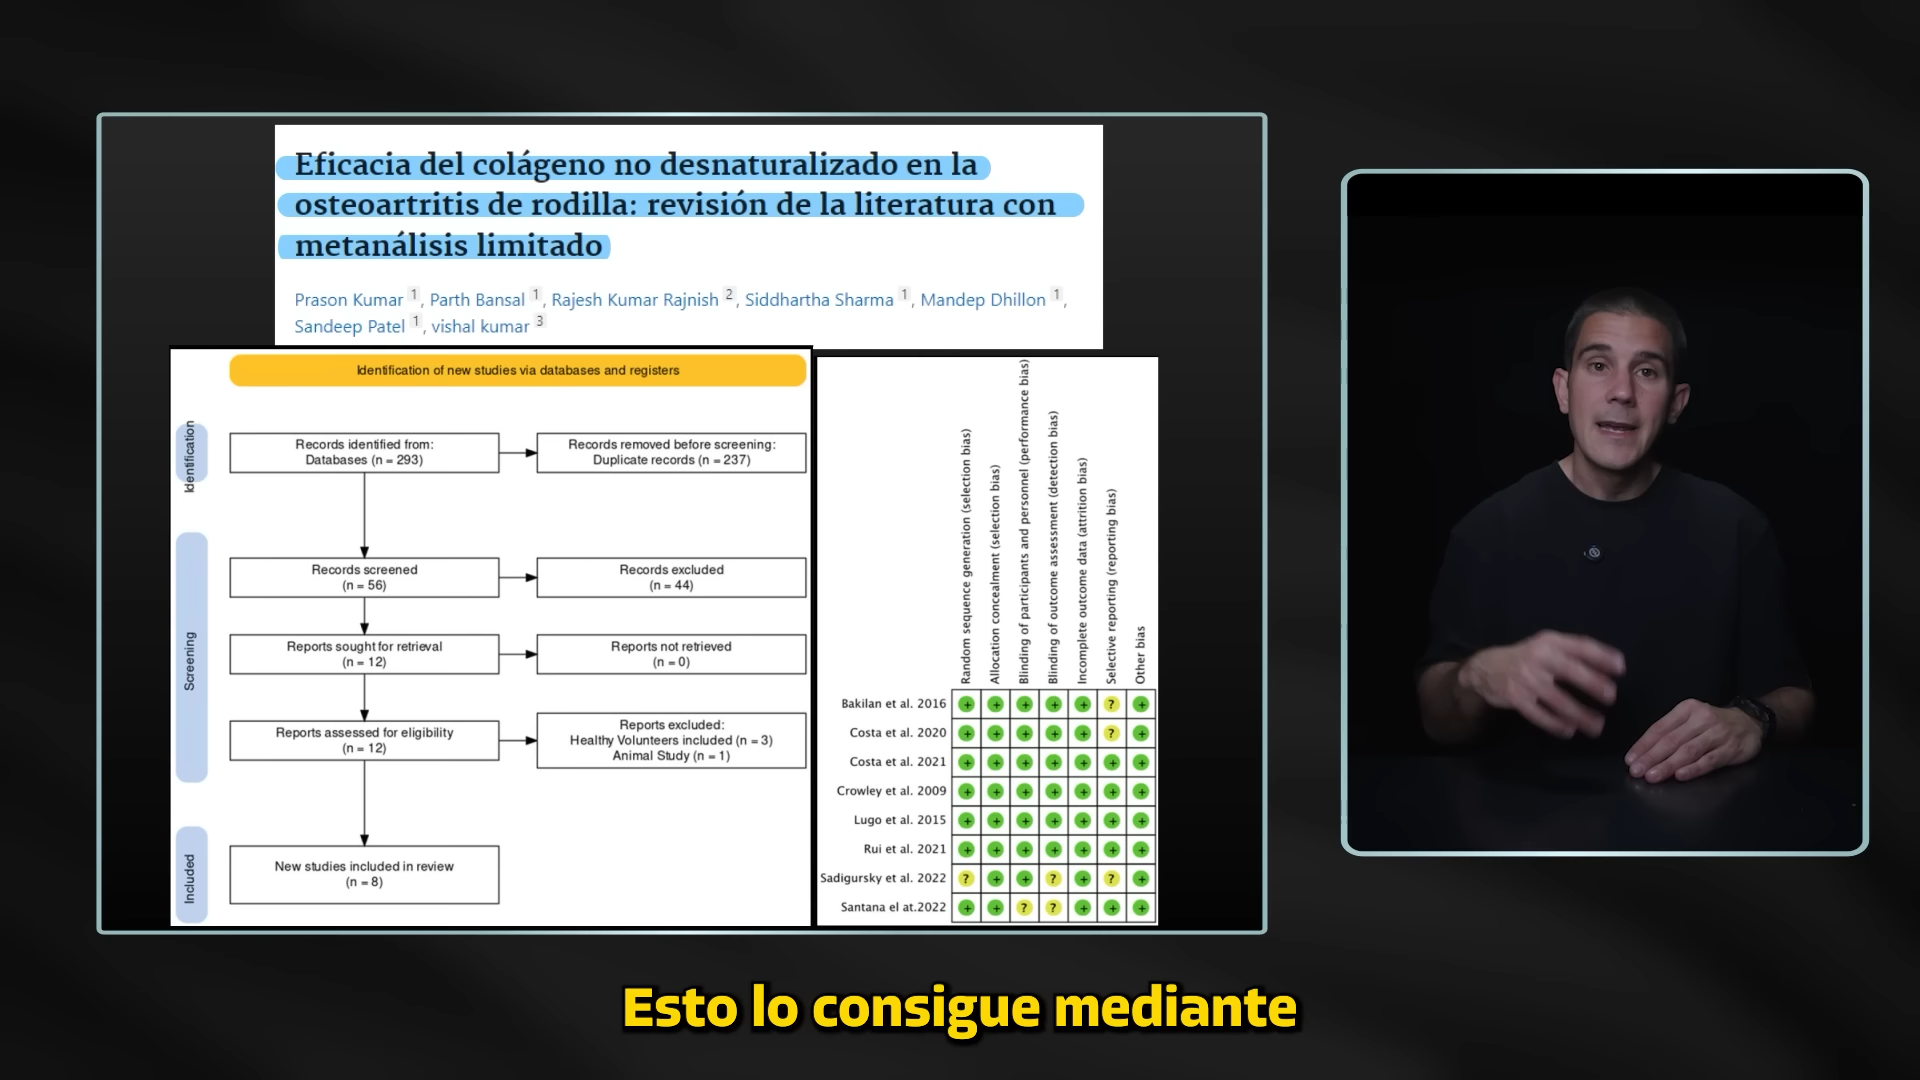 Eficacia del colágeno no desnaturalizado en la
osteoartritis de rodilla: revisión de la literatura con
metanálisis limitado
Prason Kumar 1, Parth Bansal 1, Rajesh Kumar Rajnish 2, Siddhartha Sharma 1, Mandep Dhillon 1,
Sandeep Patel 1, vishal kumar 3
Identification of new studies via databases and registers
Identification
Records identified from:
Databases (n = 293)
Records removed before screening:
Duplicate records (n = 237)
Screening
Records screened
(n = 56)
Records excluded
(n = 44)
Reports sought for retrieval
(n = 12)
Reports not retrieved
(n = 0)
Reports assessed for eligibility
(n = 12)
Reports excluded:
Healthy Volunteers included (n = 3)
Animal Study (n = 1)
Included
New studies included in review
(n = 8)
Random sequence generation (selection bias)
Allocation concealment (selection bias)
Blinding of participants and personnel (performance bias)
Blinding of outcome assessment (detection bias)
Incomplete outcome data (attrition bias)
Selective reporting (reporting bias)
Other bias
Bakilan et al. 2016 + + + + + ? +
Costa et al. 2020 + + + + + ? +
Costa et al. 2021 + + + + + + +
Crowley et al. 2009 + + + + + + +
Lugo et al. 2015 + + + + + + +
Rui et al. 2021 + + + + + + +
Sadigursky et al. 2022 ? + + ? + ? +
Santana el at.2022 + + ? ? + + +
Esto lo consigue mediante